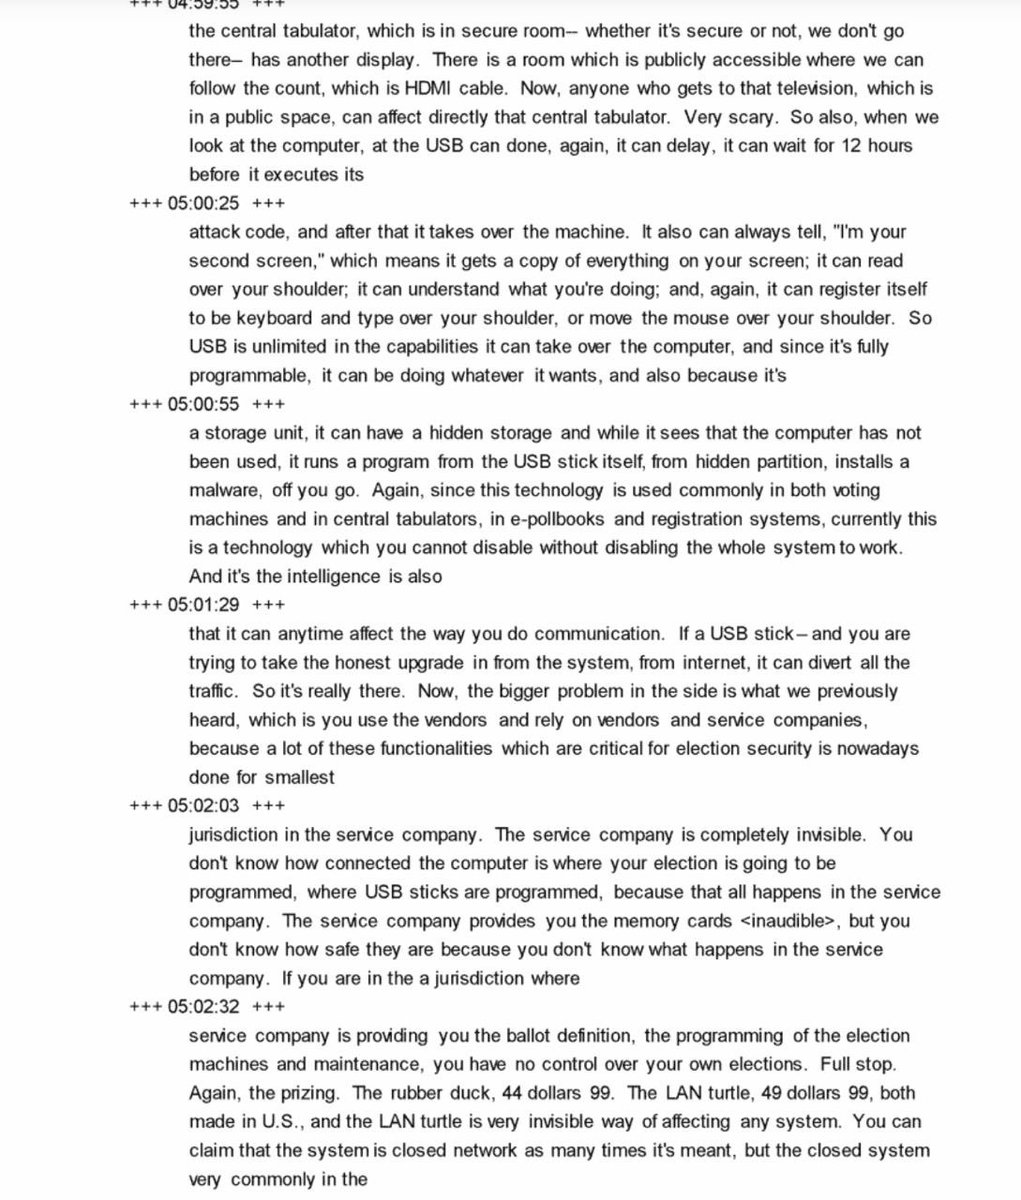 +++ 04:59:55 +++
the central tabulator, which is in secure room-- whether it's secure or not, we don't go
there– has another display. There is a room which is publicly accessible where we can
follow the count, which is HDMI cable. Now, anyone who gets to that television, which is
in a public space, can affect directly that central tabulator. Very scary. So also, when we
look at the computer, at the USB can done, again, it can delay, it can wait for 12 hours
before it executes its
+++ 05:00:25 +++
attack code, and after that it takes over the machine. It also can always tell, "I'm your
second screen," which means it gets a copy of everything on your screen; it can read
over your shoulder; it can understand what you're doing; and, again, it can register itself
to be keyboard and type over your shoulder, or move the mouse over your shoulder. So
USB is unlimited in the capabilities it can take over the computer, and since it's fully
programmable, it can be doing whatever it wants, and also because it's
+++ 05:00:55 +++
a storage unit, it can have a hidden storage and while it sees that the computer has not
been used, it runs a program from the USB stick itself, from hidden partition, installs a
malware, off you go. Again, since this technology is used commonly in both voting
machines and in central tabulators, in e-pollbooks and registration systems, currently this
is a technology which you cannot disable without disabling the whole system to work.
And it's the intelligence is also
+++ 05:01:29 +++
that it can anytime affect the way you do communication. If a USB stick– and you are
trying to take the honest upgrade in from the system, from internet, it can divert all the
traffic. So it's really there. Now, the bigger problem in the side is what we previously
heard, which is you use the vendors and rely on vendors and service companies,
because a lot of these functionalities which are critical for election security is nowadays
done for smallest
+++ 05:02:03 +++
jurisdiction in the service company. The service company is completely invisible. You
don't know how connected the computer is where your election is going to be
programmed, where USB sticks are programmed, because that all happens in the service
company. The service company provides you the memory cards <inaudible>, but you
don't know how safe they are because you don't know what happens in the service
company. If you are in the a jurisdiction where
+++ 05:02:32 +++
service company is providing you the ballot definition, the programming of the election
machines and maintenance, you have no control over your own elections. Full stop.
Again, the prizing. The rubber duck, 44 dollars 99. The LAN turtle, 49 dollars 99, both
made in U.S., and the LAN turtle is very invisible way of affecting any system. You can
claim that the system is closed network as many times it's meant, but the closed system
very commonly in the